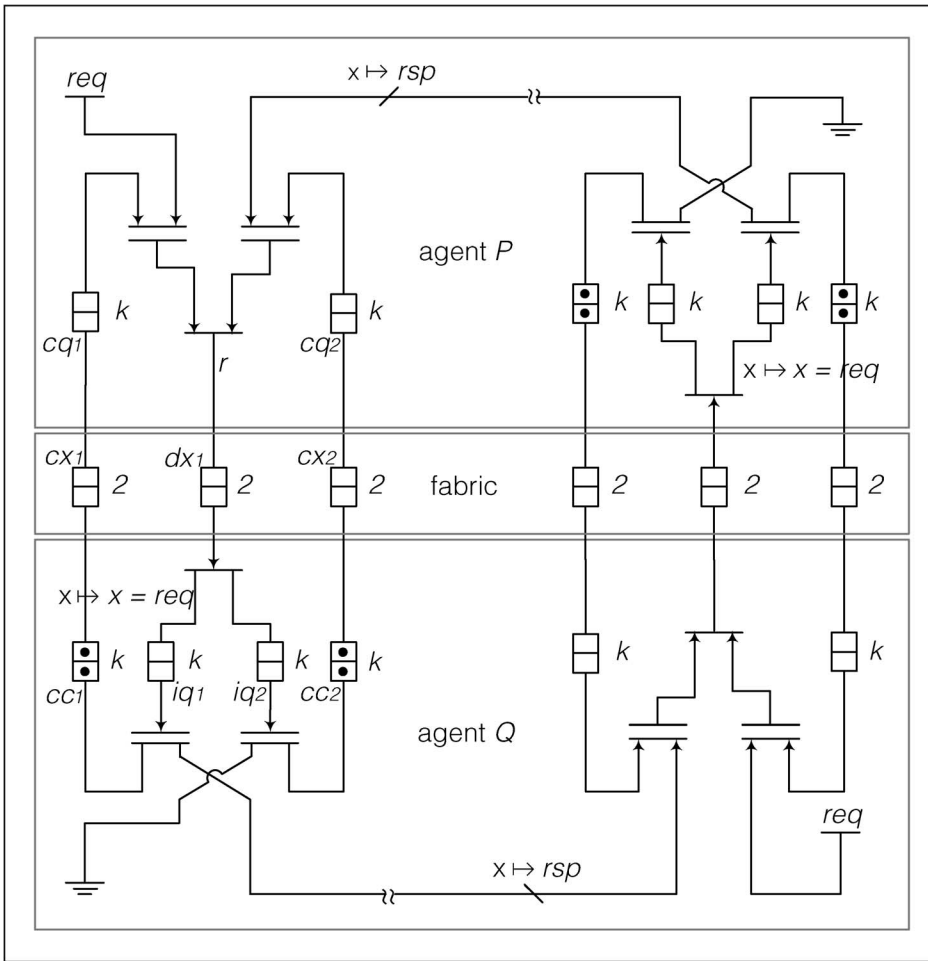 req
x ↦ rsp
agent P
k
k
k
k
k
k
cq1
cq2
r
x ↦ x = req
cx1
dx1
cx2
2
2
2
fabric
2
2
2
x ↦ x = req
k
k
k
k
k
k
cc1
iq1
iq2
cc2
agent Q
req
x ↦ rsp